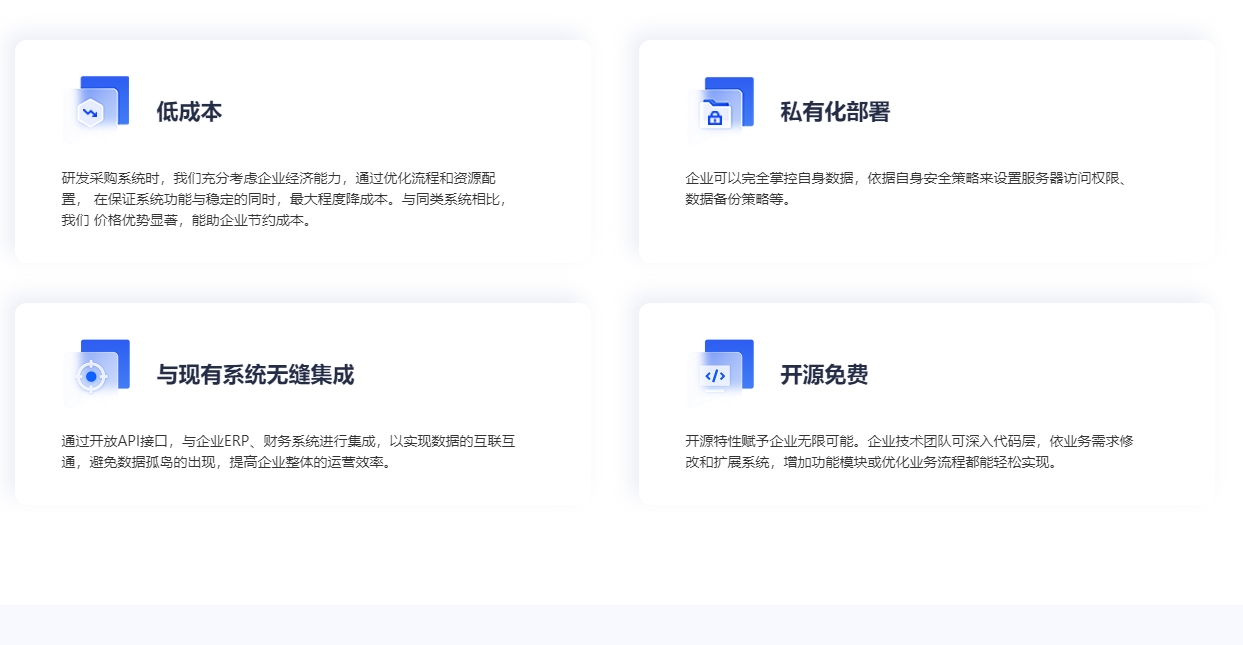 低成本
研发采购系统时，我们充分考虑企业经济能力，通过优化流程和资源配
置， 在保证系统功能与稳定的同时，最大程度降成本。与同类系统相比，
我们 价格优势显著，能助企业节约成本。
私有化部署
企业可以完全掌控自身数据，依据自身安全策略来设置服务器访问权限、
数据备份策略等。
与现有系统无缝集成
通过开放API接口，与企业ERP、财务系统进行集成，以实现数据的互联互
通，避免数据孤岛的出现，提高企业整体的运营效率。
开源免费
开源特性赋予企业无限可能。企业技术团队可深入代码层，依业务需求修
改和扩展系统，增加功能模块或优化业务流程都能轻松实现。